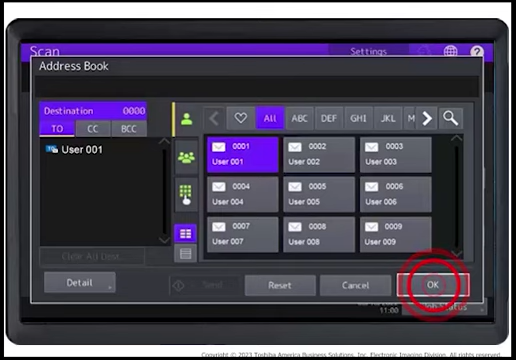 Scan
Settings
?
Address Book
Destination 0000
TO CC BCC
User 001
All ABC DEF GHI JKL M
0001
User 001
0002
User 002
0003
User 003
0004
User 004
0005
User 005
0006
User 006
0007
User 007
0008
User 008
0009
User 009
Detail
Send
Reset
Cancel
OK
11:00
Status
Copyright © 2023 Toshiba America Business Solutions, Inc. Electronic Imaging Division. All rights reserved.